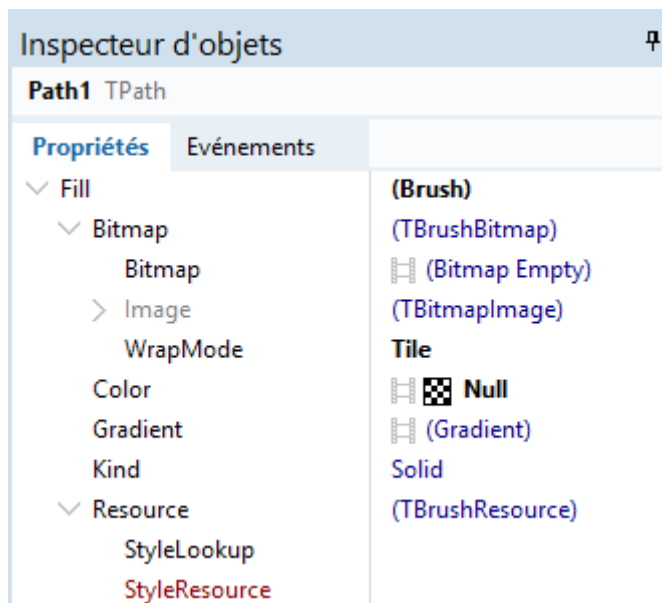 Inspecteur d'objets
Path1 TPath
Propriétés Evénements
Fill (Brush)
Bitmap (TBrushBitmap)
Bitmap (Bitmap Empty)
Image (TBitmapImage)
WrapMode Tile
Color Null
Gradient (Gradient)
Kind Solid
Resource (TBrushResource)
StyleLookup
StyleResource